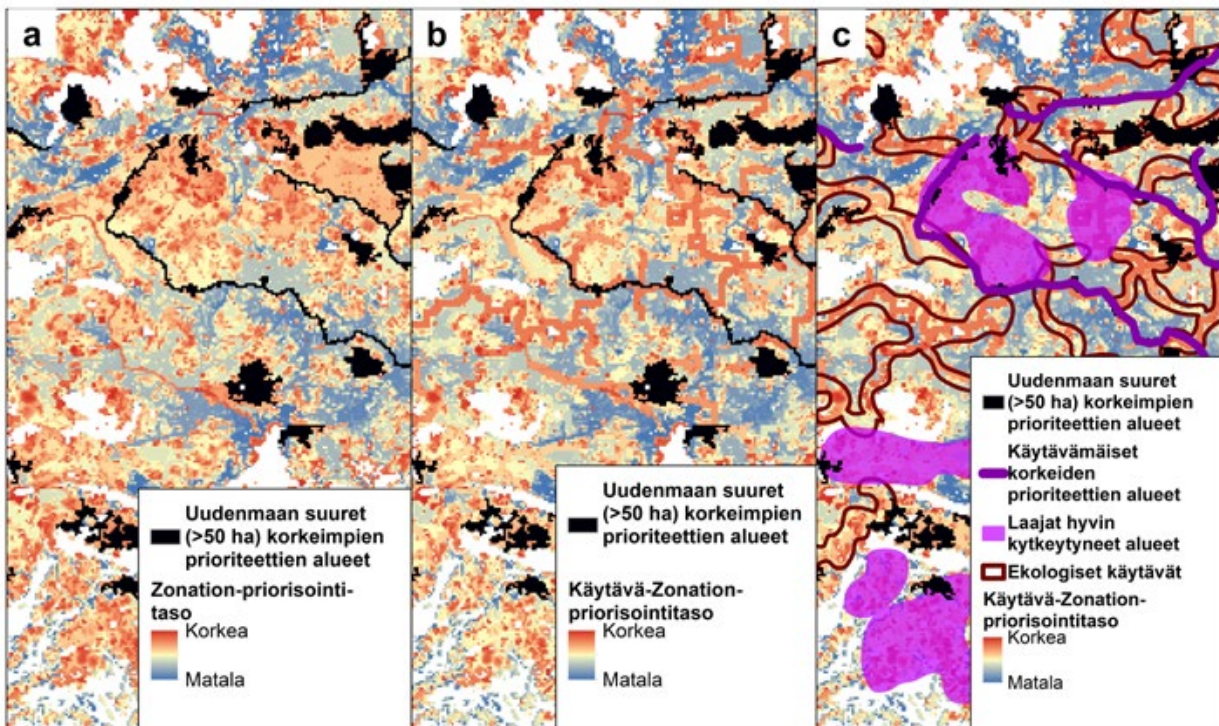 a
Uudenmaan suuret
(>50 ha) korkeimpien
prioriteettien alueet
Zonation-priorisointi-
taso
Korkea
Matala
b
Uudenmaan suuret
(>50 ha) korkeimpien
prioriteettien alueet
Käytävä-Zonation-
priorisointitaso
Korkea
Matala
c
Uudenmaan suuret
(>50 ha) korkeimpien
prioriteettien alueet
Käytävämäiset
korkeiden
prioriteettien alueet
Laajat hyvin
kytkeytyneet alueet
Ekologiset käytävät
Käytävä-Zonation-
priorisointitaso
Korkea
Matala